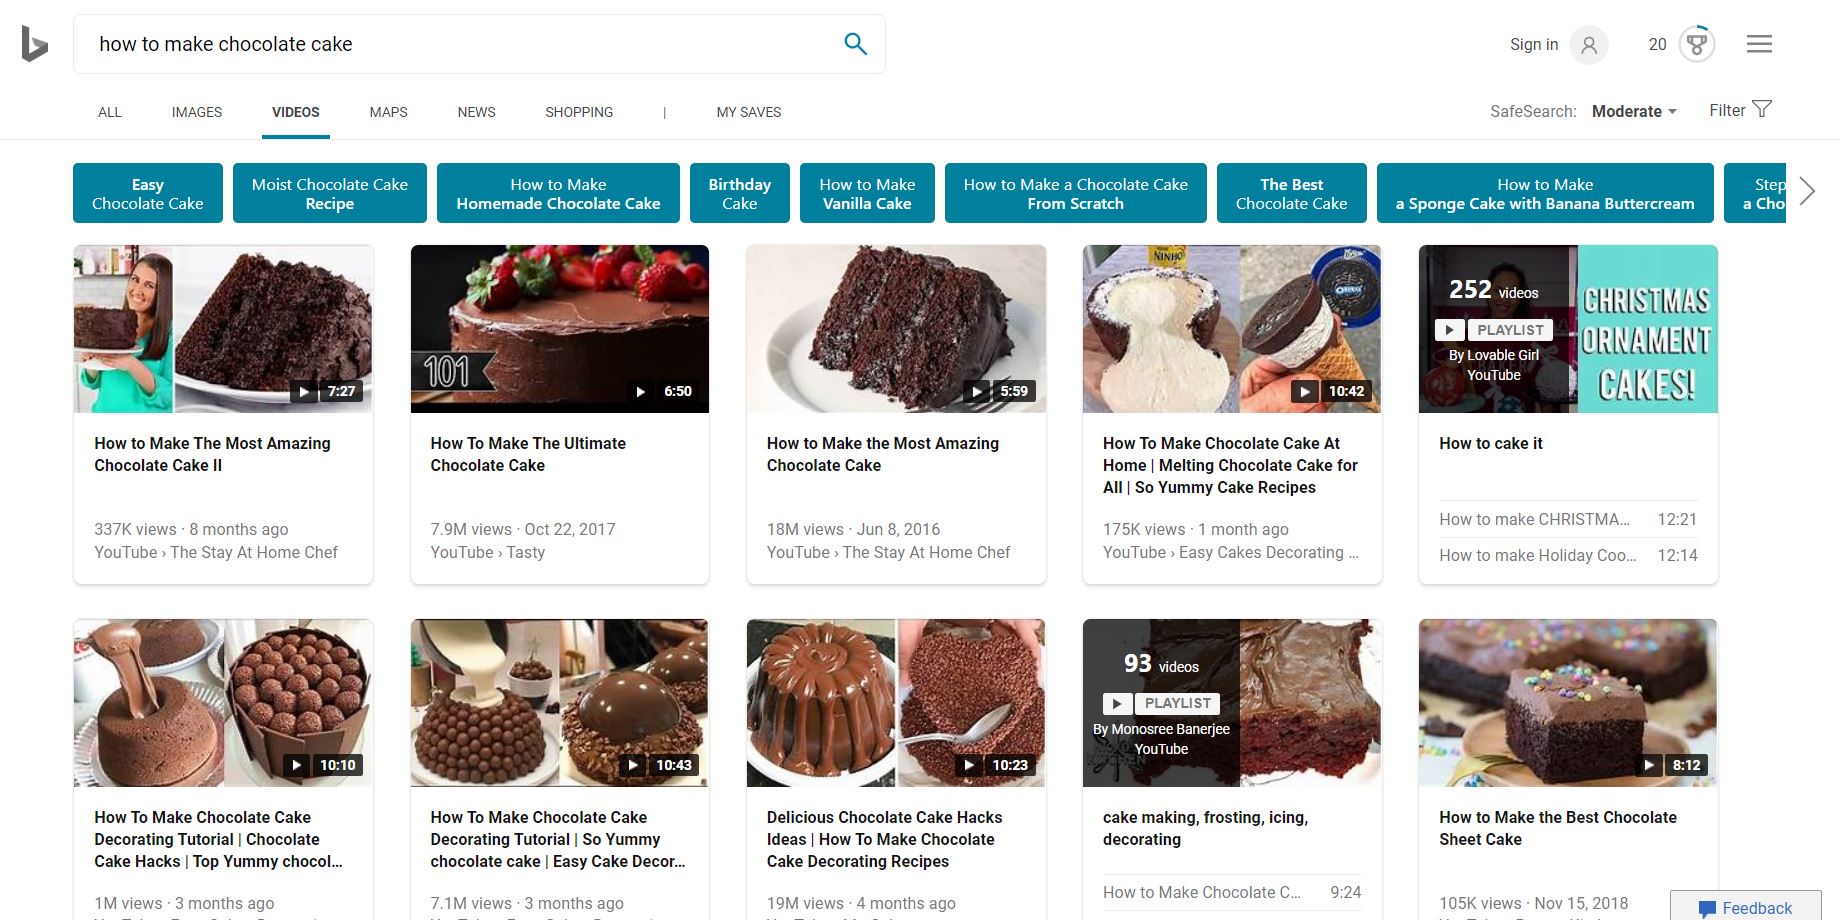 how to make chocolate cake
Sign in
20
ALL
IMAGES
VIDEOS
MAPS
NEWS
SHOPPING
|
MY SAVES
SafeSearch: Moderate
Filter
Easy
Chocolate Cake
Moist Chocolate Cake
Recipe
How to Make
Homemade Chocolate Cake
Birthday
Cake
How to Make
Vanilla Cake
How to Make a Chocolate Cake
From Scratch
The Best
Chocolate Cake
How to Make
a Sponge Cake with Banana Buttercream
Step
a Cho
7:27
How to Make The Most Amazing
Chocolate Cake II
337K views · 8 months ago
YouTube › The Stay At Home Chef
101
6:50
How To Make The Ultimate
Chocolate Cake
7.9M views · Oct 22, 2017
YouTube › Tasty
5:59
How to Make the Most Amazing
Chocolate Cake
18M views · Jun 8, 2016
YouTube › The Stay At Home Chef
NINHO
OREO
10:42
How To Make Chocolate Cake At
Home | Melting Chocolate Cake for
All | So Yummy Cake Recipes
175K views · 1 month ago
YouTube › Easy Cakes Decorating ...
252 videos
PLAYLIST
By Lovable Girl
YouTube
CHRISTMAS
ORNAMENT
CAKES!
How to cake it
How to make CHRISTMA... 12:21
How to make Holiday Coo... 12:14
10:10
How To Make Chocolate Cake
Decorating Tutorial | Chocolate
Cake Hacks | Top Yummy chocol...
1M views · 3 months ago
10:43
How To Make Chocolate Cake
Decorating Tutorial | So Yummy
chocolate cake | Easy Cake Decor...
7.1M views · 3 months ago
10:23
Delicious Chocolate Cake Hacks
Ideas | How To Make Chocolate
Cake Decorating Recipes
19M views · 4 months ago
93 videos
PLAYLIST
By Monosree Banerjee
YouTube
cake making, frosting, icing,
decorating
How to Make Chocolate C... 9:24
8:12
How to Make the Best Chocolate
Sheet Cake
105K views · Nov 15, 2018
Feedback